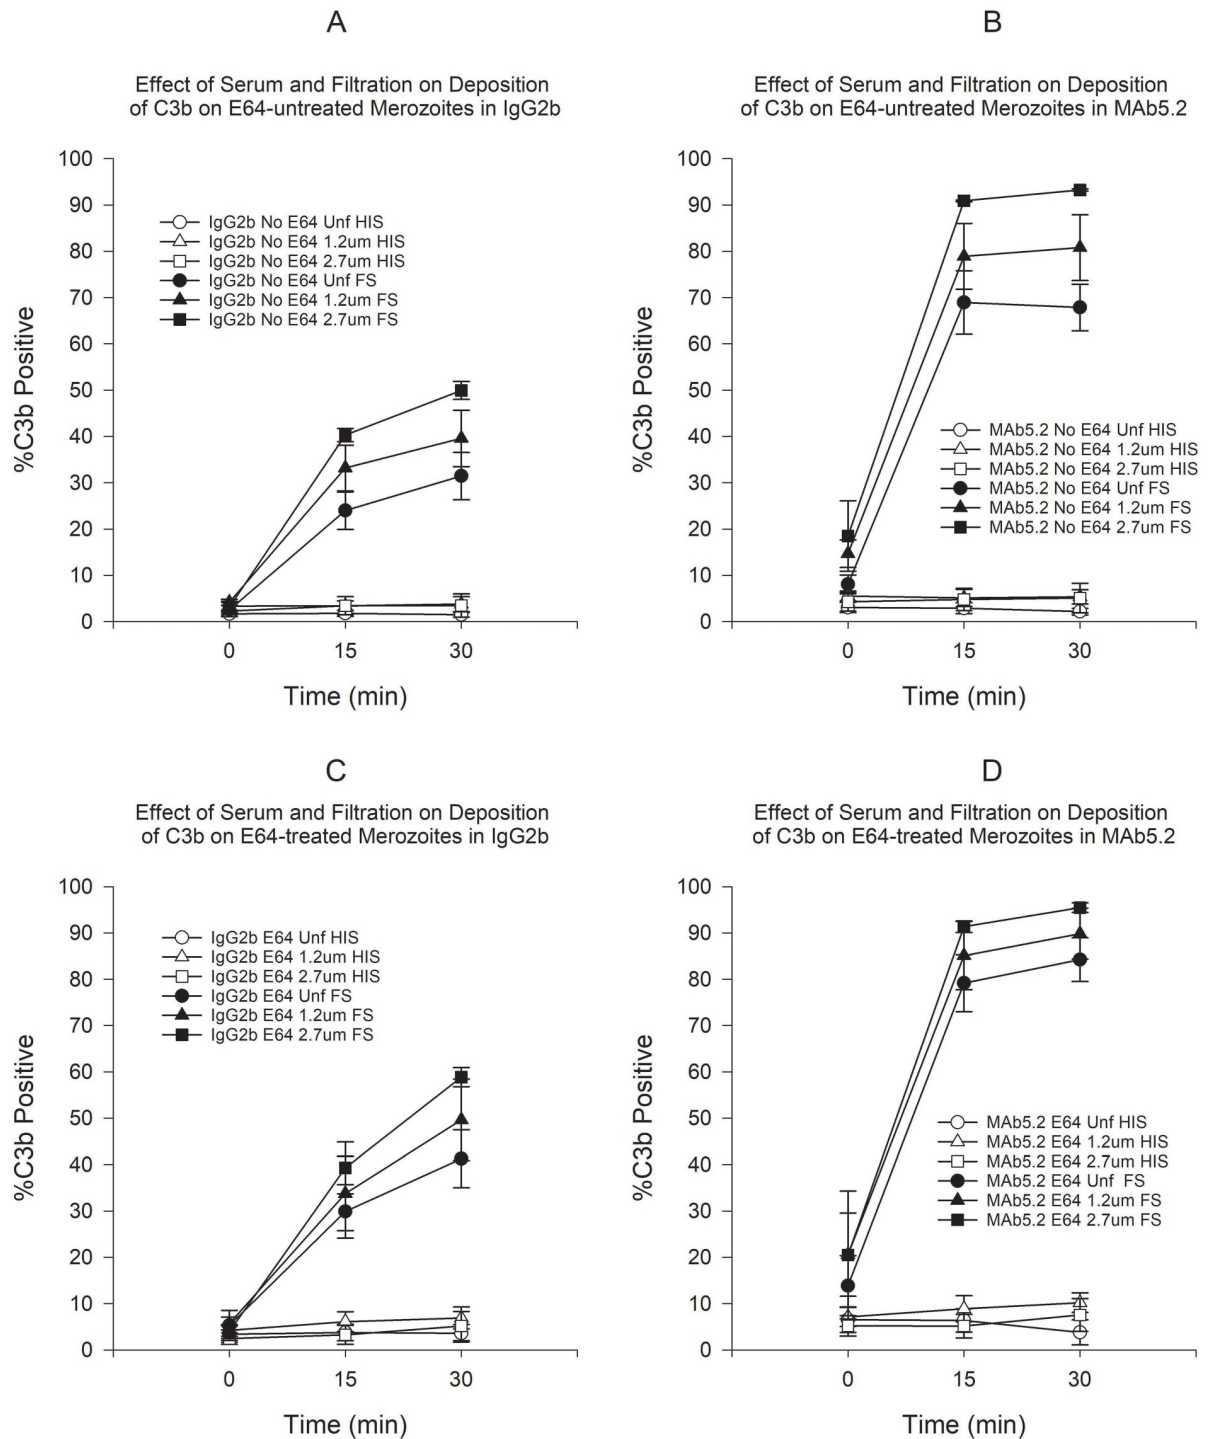 A
Effect of Serum and Filtration on Deposition
of C3b on E64-untreated Merozoites in IgG2b
100
90
80
70
60
50
40
30
20
10
0
%C3b Positive
IgG2b No E64 Unf HIS
IgG2b No E64 1.2um HIS
IgG2b No E64 2.7um HIS
IgG2b No E64 Unf FS
IgG2b No E64 1.2um FS
IgG2b No E64 2.7um FS
0 15 30
Time (min)
B
Effect of Serum and Filtration on Deposition
of C3b on E64-untreated Merozoites in MAb5.2
100
90
80
70
60
50
40
30
20
10
0
%C3b Positive
MAb5.2 No E64 Unf HIS
MAb5.2 No E64 1.2um HIS
MAb5.2 No E64 2.7um HIS
MAb5.2 No E64 Unf FS
MAb5.2 No E64 1.2um FS
MAb5.2 No E64 2.7um FS
0 15 30
Time (min)
C
Effect of Serum and Filtration on Deposition
of C3b on E64-treated Merozoites in IgG2b
100
90
80
70
60
50
40
30
20
10
0
%C3b Positive
IgG2b E64 Unf HIS
IgG2b E64 1.2um HIS
IgG2b E64 2.7um HIS
IgG2b E64 Unf FS
IgG2b E64 1.2um FS
IgG2b E64 2.7um FS
0 15 30
Time (min)
D
Effect of Serum and Filtration on Deposition
of C3b on E64-treated Merozoites in MAb5.2
100
90
80
70
60
50
40
30
20
10
0
%C3b Positive
MAb5.2 E64 Unf HIS
MAb5.2 E64 1.2um HIS
MAb5.2 E64 2.7um HIS
MAb5.2 E64 Unf FS
MAb5.2 E64 1.2um FS
MAb5.2 E64 2.7um FS
0 15 30
Time (min)